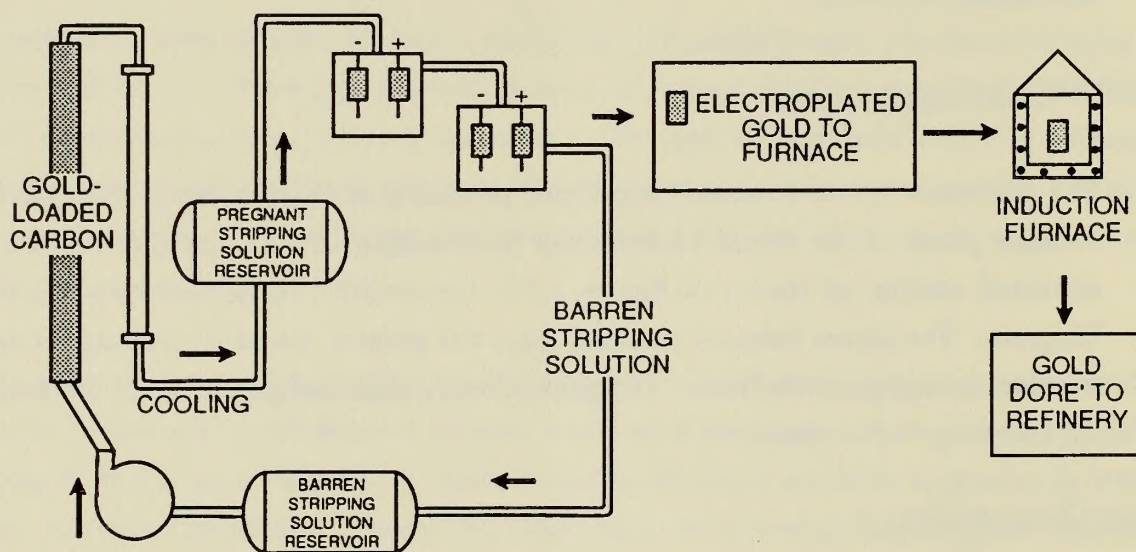 GOLD-
LOADED
CARBON
COOLING
PREGNANT
STRIPPING
SOLUTION
RESERVOIR
- +
- +
ELECTROPLATED
GOLD TO
FURNACE
INDUCTION
FURNACE
BARREN
STRIPPING
SOLUTION
GOLD
DORE' TO
REFINERY
BARREN
STRIPPING
SOLUTION
RESERVOIR